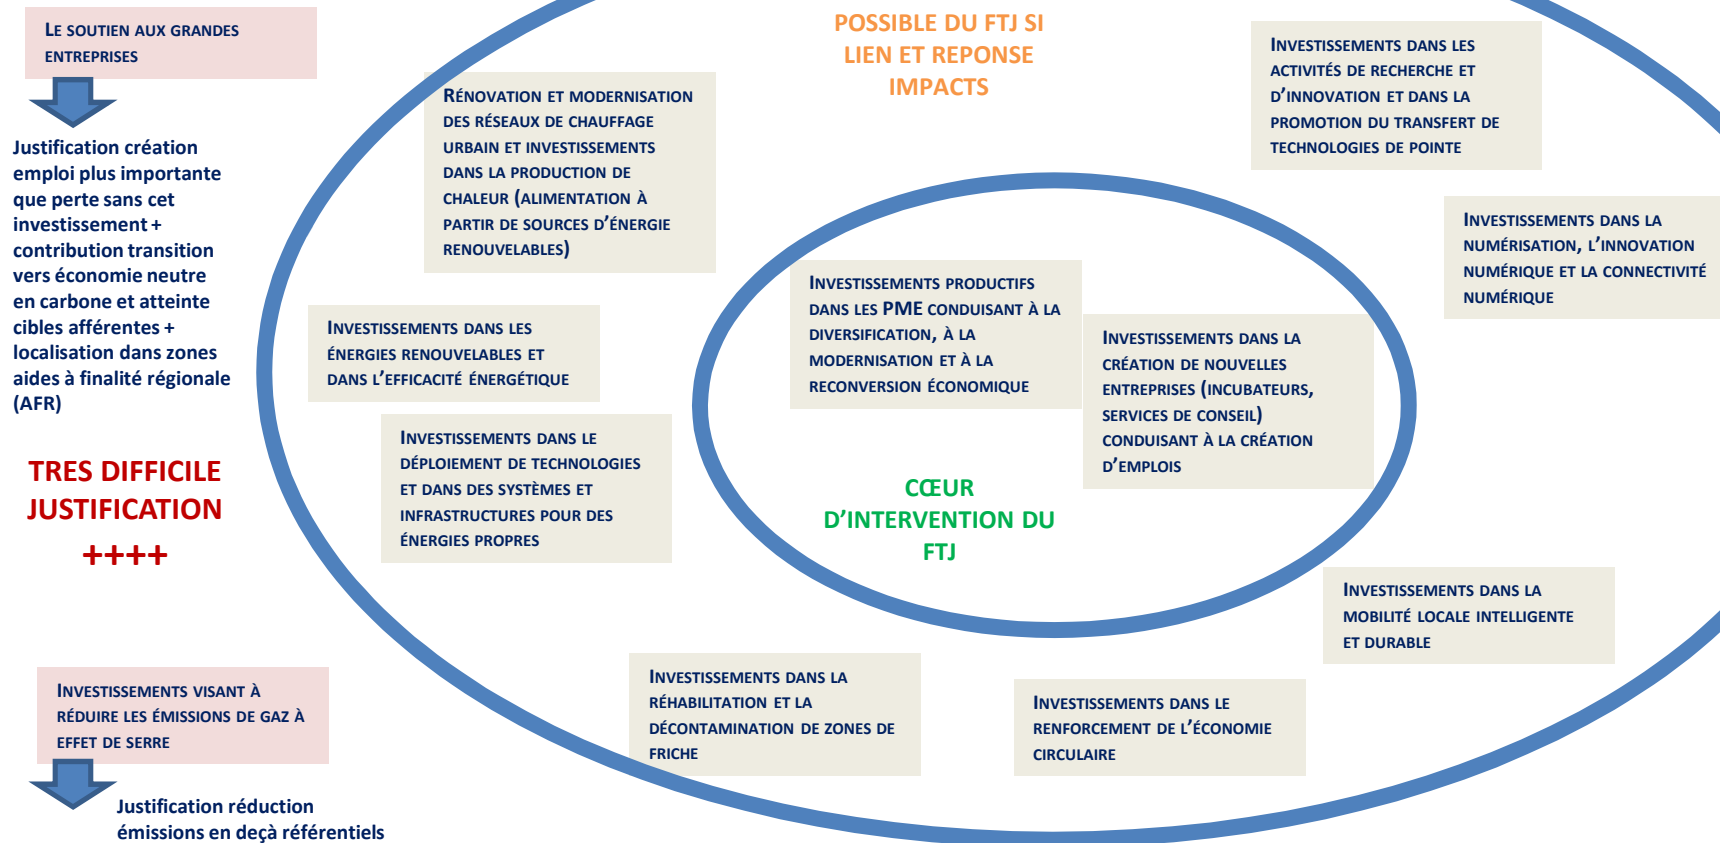 LE SOUTIEN AUX GRANDES
ENTREPRISES
Justification création
emploi plus importante
que perte sans cet
investissement +
contribution transition
vers économie neutre
en carbone et atteinte
cibles afférentes +
localisation dans zones
aides à finalité régionale
(AFR)
TRES DIFFICILE
JUSTIFICATION
++++
INVESTISSEMENTS VISANT À
RÉDUIRE LES ÉMISSIONS DE GAZ À
EFFET DE SERRE
Justification réduction
émissions en deçà référentiels
POSSIBLE DU FTJ SI
LIEN ET REPONSE
IMPACTS
RÉNOVATION ET MODERNISATION
DES RÉSEAUX DE CHAUFFAGE
URBAIN ET INVESTISSEMENTS
DANS LA PRODUCTION DE
CHALEUR (ALIMENTATION À
PARTIR DE SOURCES D'ÉNERGIE
RENOUVELABLES)
INVESTISSEMENTS DANS LES
ÉNERGIES RENOUVELABLES ET
DANS L'EFFICACITÉ ÉNERGÉTIQUE
INVESTISSEMENTS DANS LE
DÉPLOIEMENT DE TECHNOLOGIES
ET DANS DES SYSTÈMES ET
INFRASTRUCTURES POUR DES
ÉNERGIES PROPRES
INVESTISSEMENTS PRODUCTIFS
DANS LES PME CONDUISANT À LA
DIVERSIFICATION, À LA
MODERNISATION ET À LA
RECONVERSION ÉCONOMIQUE
INVESTISSEMENTS DANS LA
CRÉATION DE NOUVELLES
ENTREPRISES (INCUBATEURS,
SERVICES DE CONSEIL)
CONDUISANT À LA CRÉATION
D'EMPLOIS
CŒUR
D'INTERVENTION DU
FTJ
INVESTISSEMENTS DANS LES
ACTIVITÉS DE RECHERCHE ET
D'INNOVATION ET DANS LA
PROMOTION DU TRANSFERT DE
TECHNOLOGIES DE POINTE
INVESTISSEMENTS DANS LA
NUMÉRISATION, L'INNOVATION
NUMÉRIQUE ET LA CONNECTIVITÉ
NUMÉRIQUE
INVESTISSEMENTS DANS LA
MOBILITÉ LOCALE INTELLIGENTE
ET DURABLE
INVESTISSEMENTS DANS LA
RÉHABILITATION ET LA
DÉCONTAMINATION DE ZONES DE
FRICHE
INVESTISSEMENTS DANS LE
RENFORCEMENT DE L'ÉCONOMIE
CIRCULAIRE